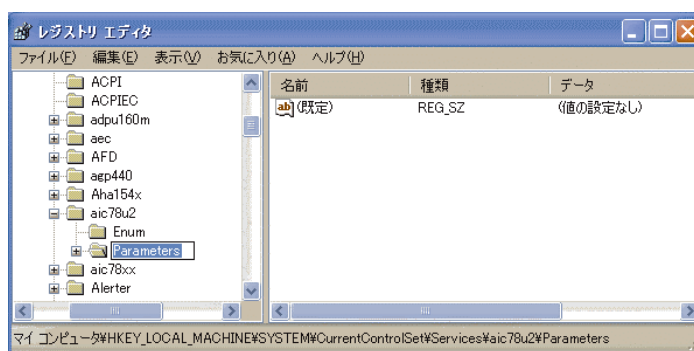 レジストリ エディタ
ファイル(F) 編集(E) 表示(V) お気に入り(A) ヘルプ(H)
ACPI
ACPIEC
adpu160m
aec
AFD
agp440
Aha154x
aic78u2
Enum
Parameters
aic78xx
Alerter
名前 種類 データ
ab (既定) REG_SZ (値の設定なし)
マイ コンピュータ¥HKEY_LOCAL_MACHINE¥SYSTEM¥CurrentControlSet¥Services¥aic78u2¥Parameters